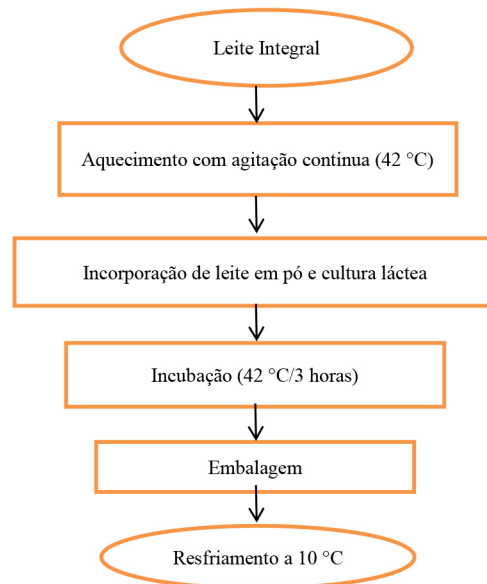 Leite Integral
Aquecimento com agitação continua (42 °C)
Incorporação de leite em pó e cultura láctea
Incubação (42 °C/3 horas)
Embalagem
Resfriamento a 10 °C